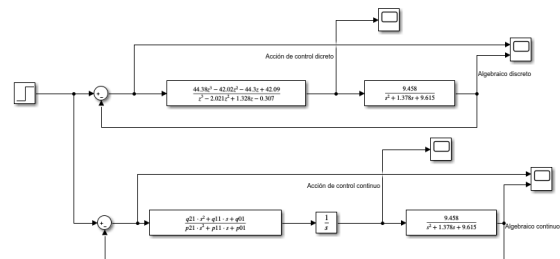 Acción de control dicreto
Algebraico discreto
44.38z³ − 42.02z² − 44.3z + 42.09
z³ − 2.021z² + 1.328z − 0.307
9.458
s² + 1.378s + 9.615
Acción de control continuo
Algebraico continuo
q21 · s² + q11 · s + q01
p21 · s² + p11 · s + p01
1
s
9.458
s² + 1.378s + 9.615